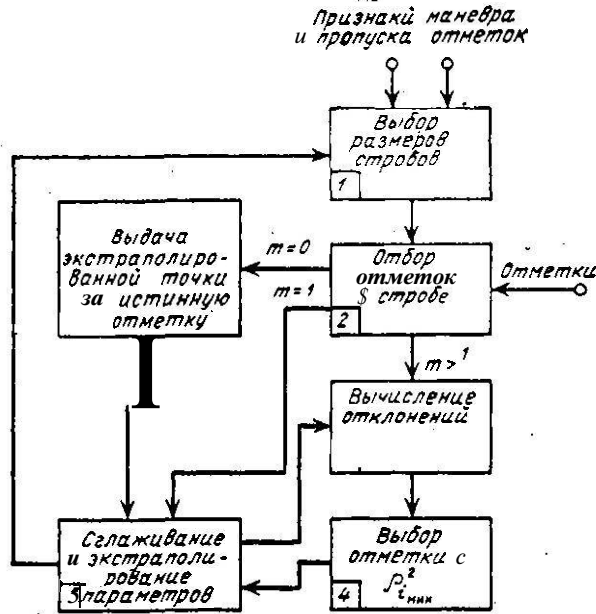 Признаки маневра
и пропуска отметок
Выбор
размеров
стробов
1
Выдача
экстраполиро-
ванной точки
за истинную
отметку
m=0
m=1
Отбор
отметок
$ стробе
2
Отметки
m>1
Вычисление
отклонений
Сглаживание
и экстраполи-
рование
параметров
3
Выбор
отметки с
ρ²i мин
4